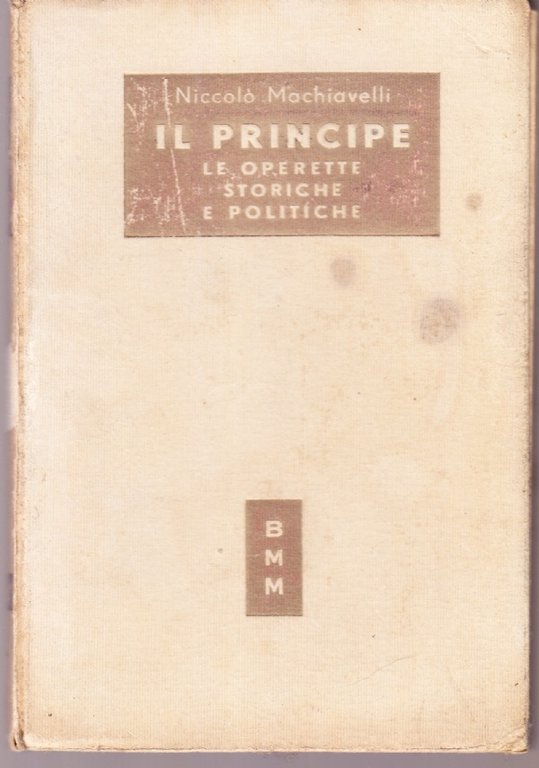 Niccolò Machiavelli
IL PRINCIPE
LE OPERETTE
STORICHE
E POLITICHE
B
M
M